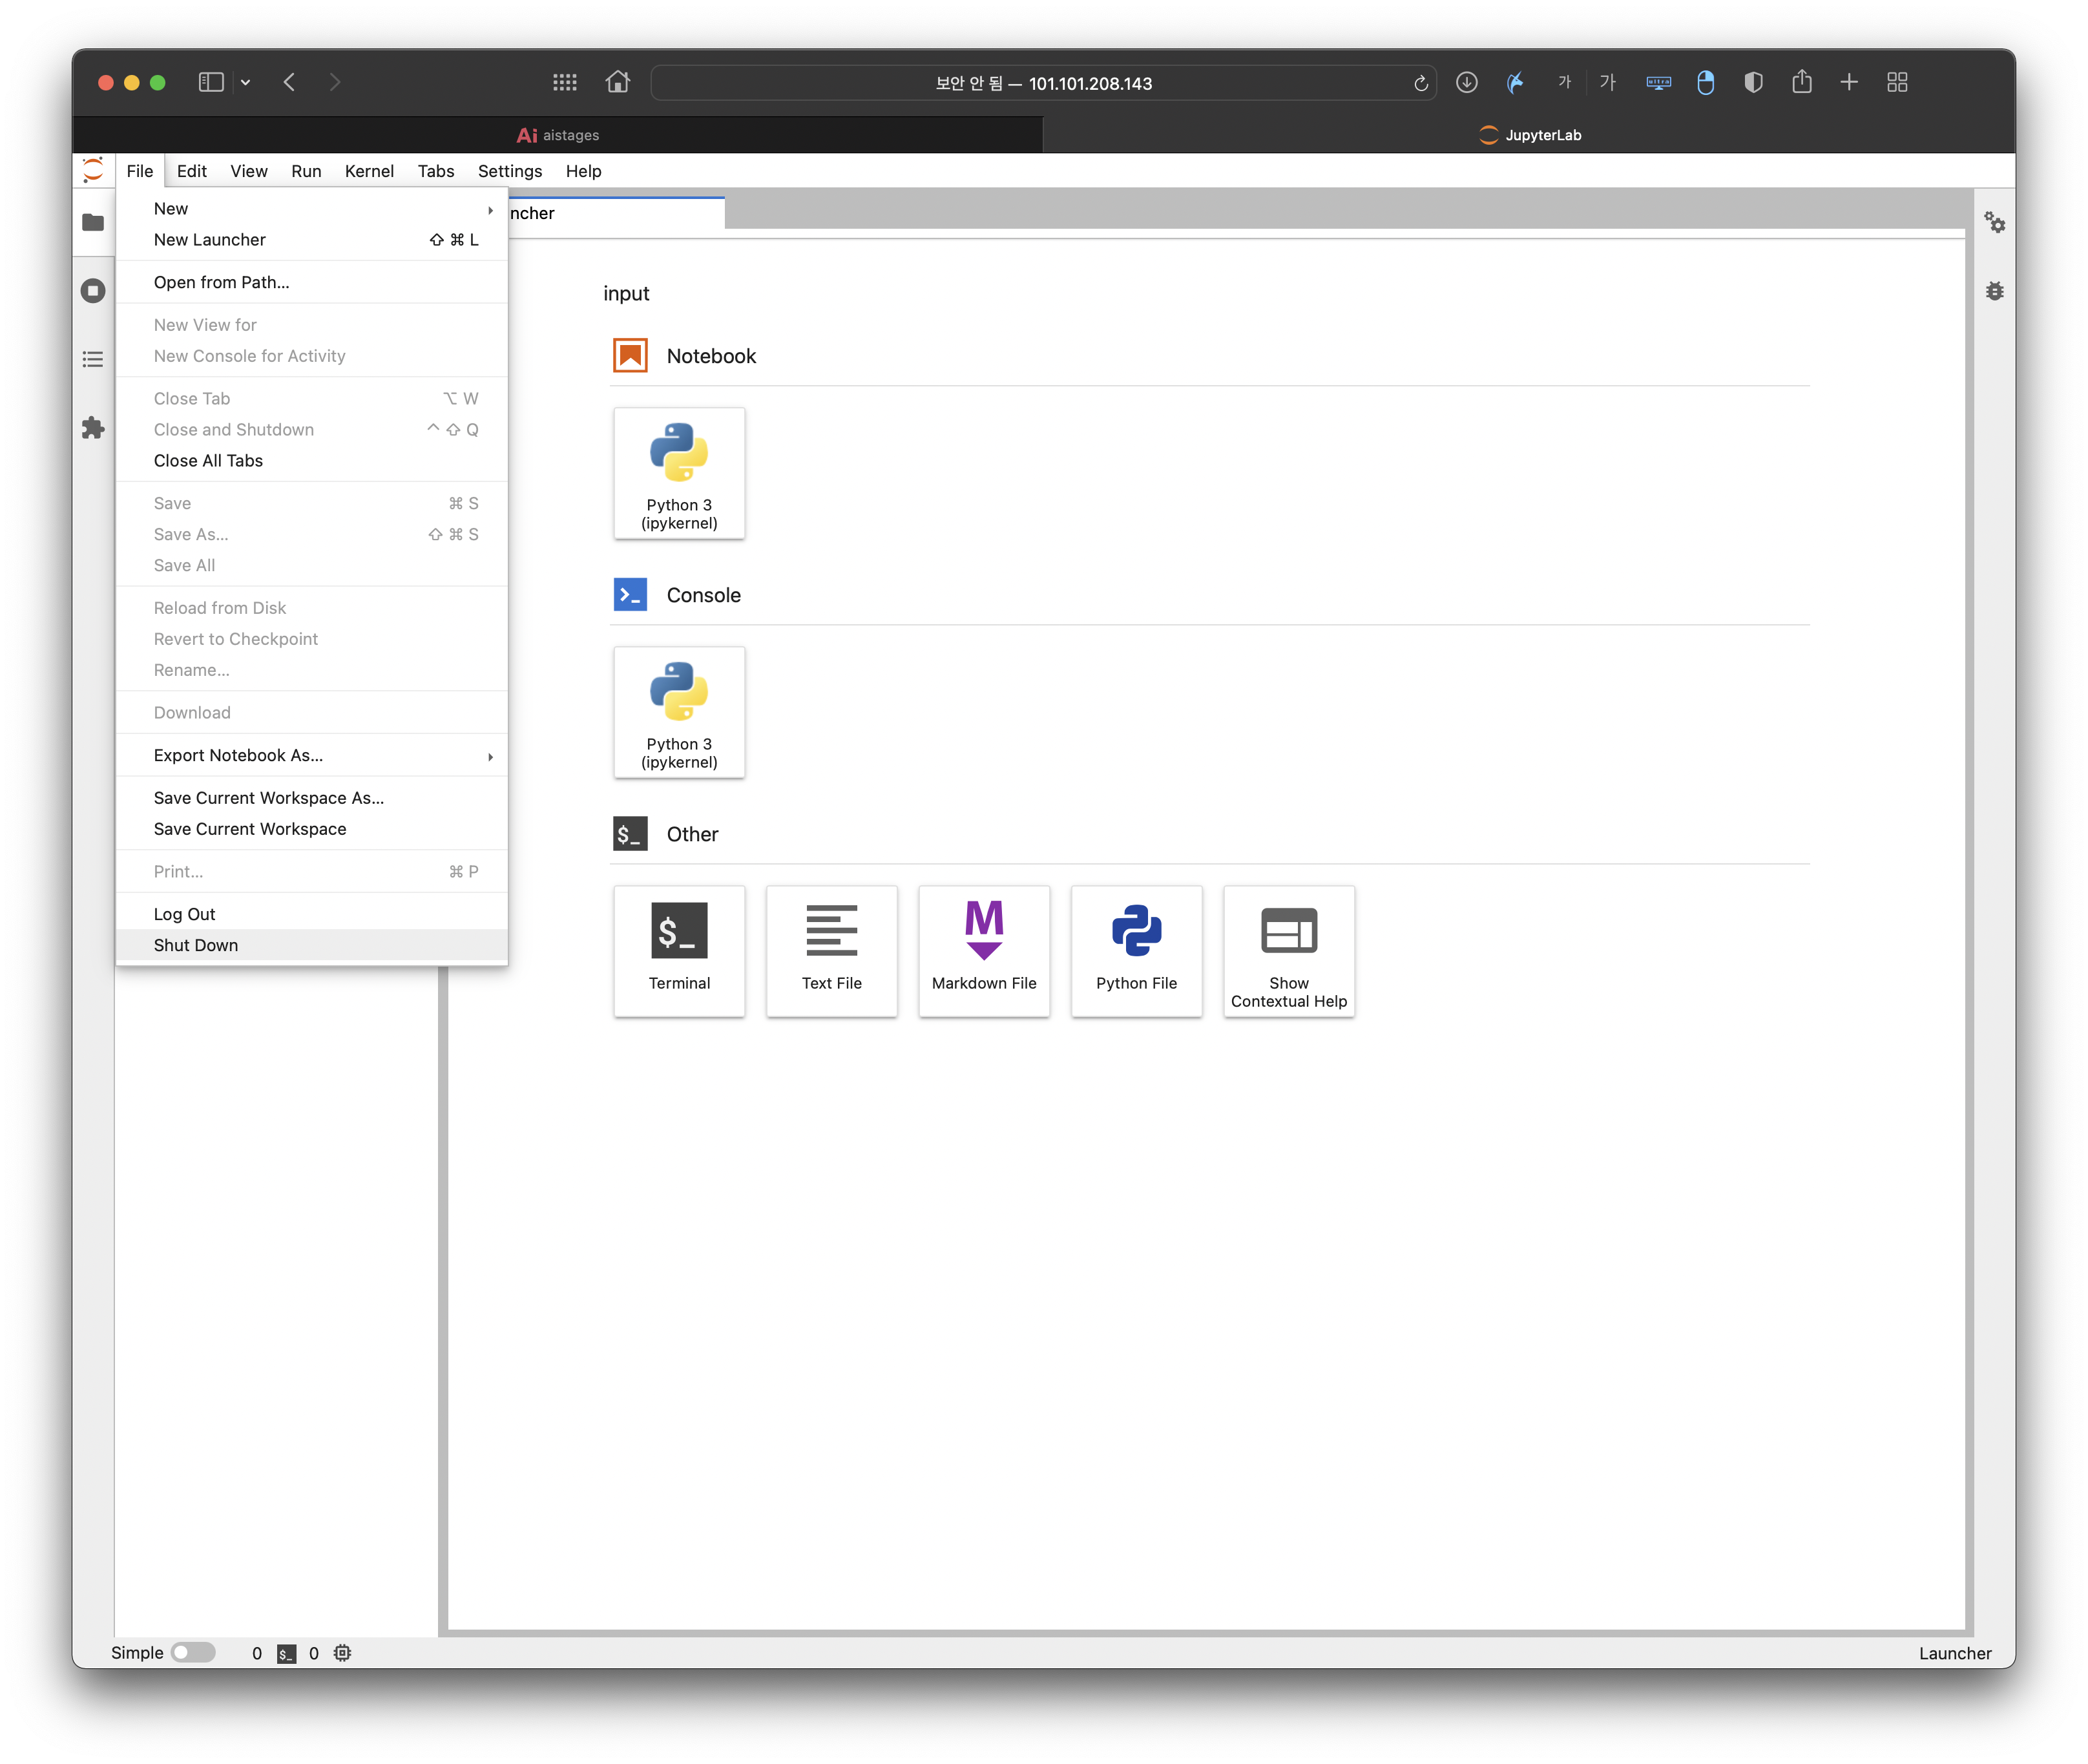 보안 안 됨 — 101.101.208.143
가 가
Ai aistages
JupyterLab
File Edit View Run Kernel Tabs Settings Help
New
New Launcher ⇧ ⌘ L
Open from Path…
New View for
New Console for Activity
Close Tab ⌥ W
Close and Shutdown ^ ⇧ Q
Close All Tabs
Save ⌘ S
Save As… ⇧ ⌘ S
Save All
Reload from Disk
Revert to Checkpoint
Rename…
Download
Export Notebook As…
Save Current Workspace As…
Save Current Workspace
Print… ⌘ P
Log Out
Shut Down
ncher
input
Notebook
Python 3
(ipykernel)
>_ Console
Python 3
(ipykernel)
$_ Other
$_
Terminal
Text File
M
Markdown File
Python File
Show
Contextual Help
Simple 0 $_ 0
Launcher